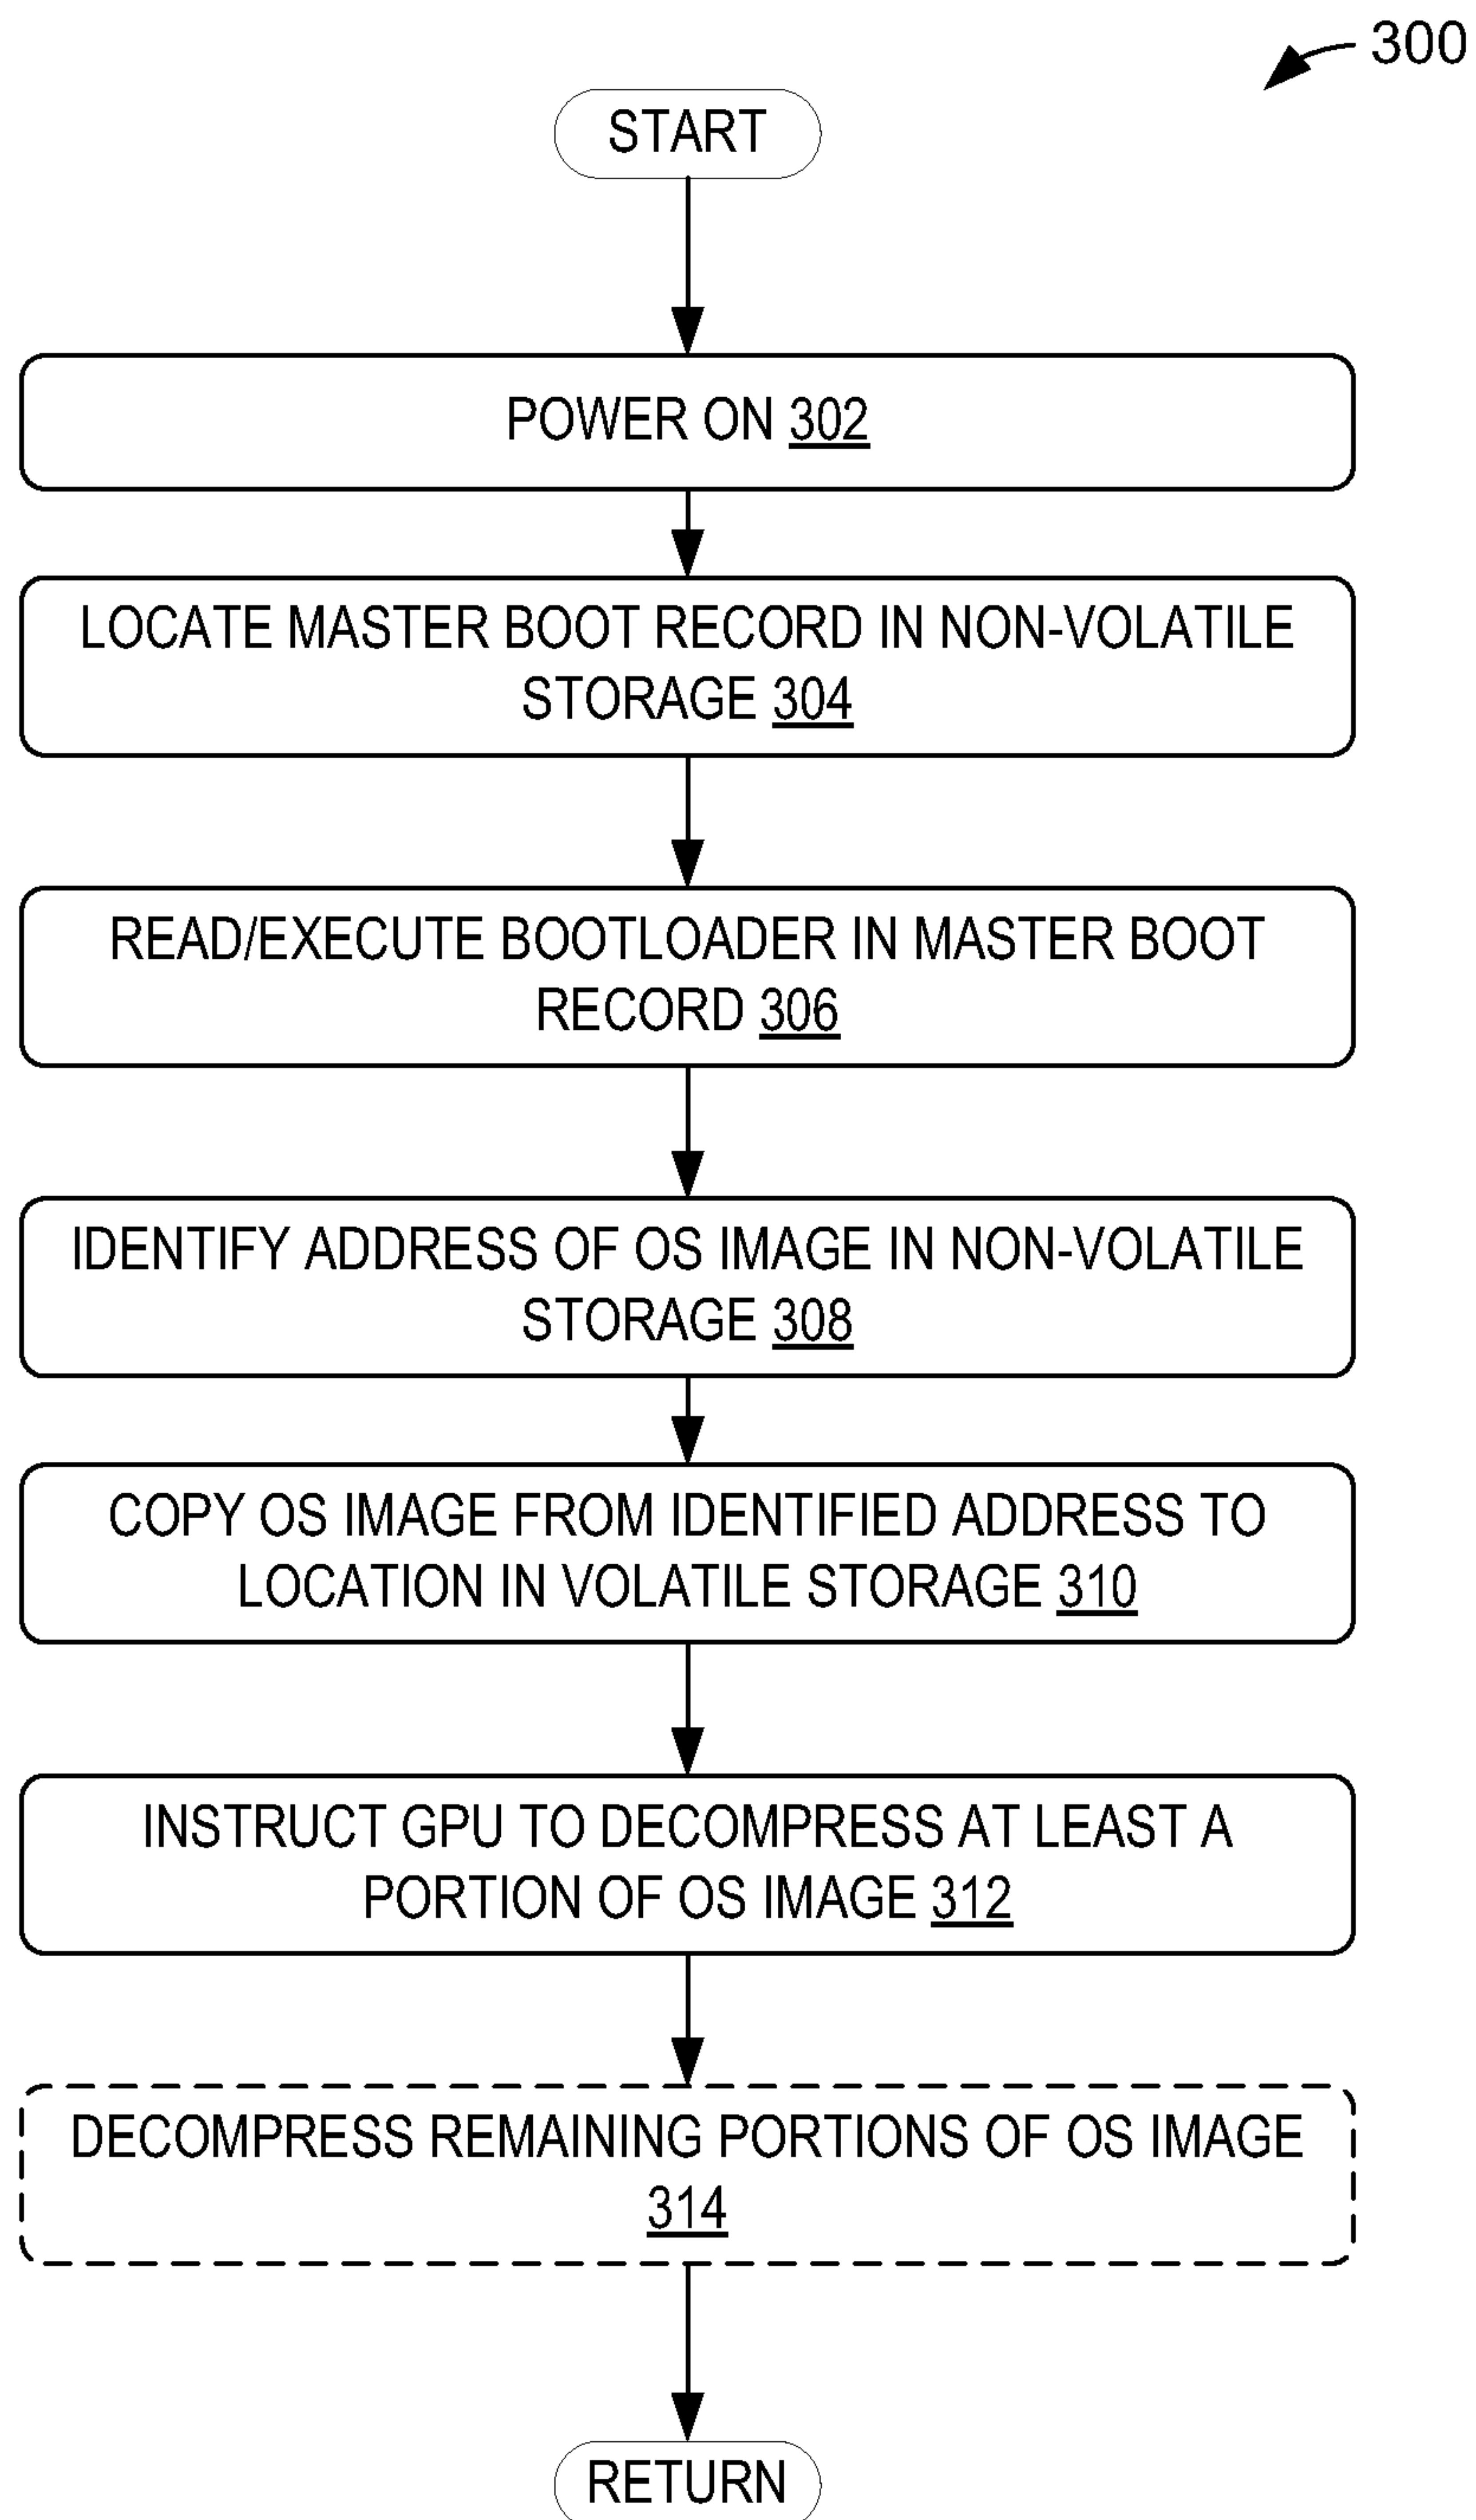 300
START
POWER ON 302
LOCATE MASTER BOOT RECORD IN NON-VOLATILE
STORAGE 304
READ/EXECUTE BOOTLOADER IN MASTER BOOT
RECORD 306
IDENTIFY ADDRESS OF OS IMAGE IN NON-VOLATILE
STORAGE 308
COPY OS IMAGE FROM IDENTIFIED ADDRESS TO
LOCATION IN VOLATILE STORAGE 310
INSTRUCT GPU TO DECOMPRESS AT LEAST A
PORTION OF OS IMAGE 312
DECOMPRESS REMAINING PORTIONS OF OS IMAGE
314
RETURN